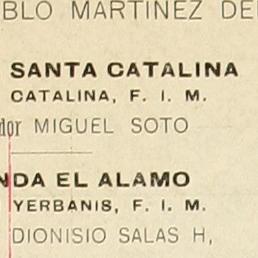 BLO MARTINEZ DE
SANTA CATALINA
CATALINA, F. I. M.
dor MIGUEL SOTO
NDA EL ALAMO
YERBANIS, F. I. M.
DIONISIO SALAS H,